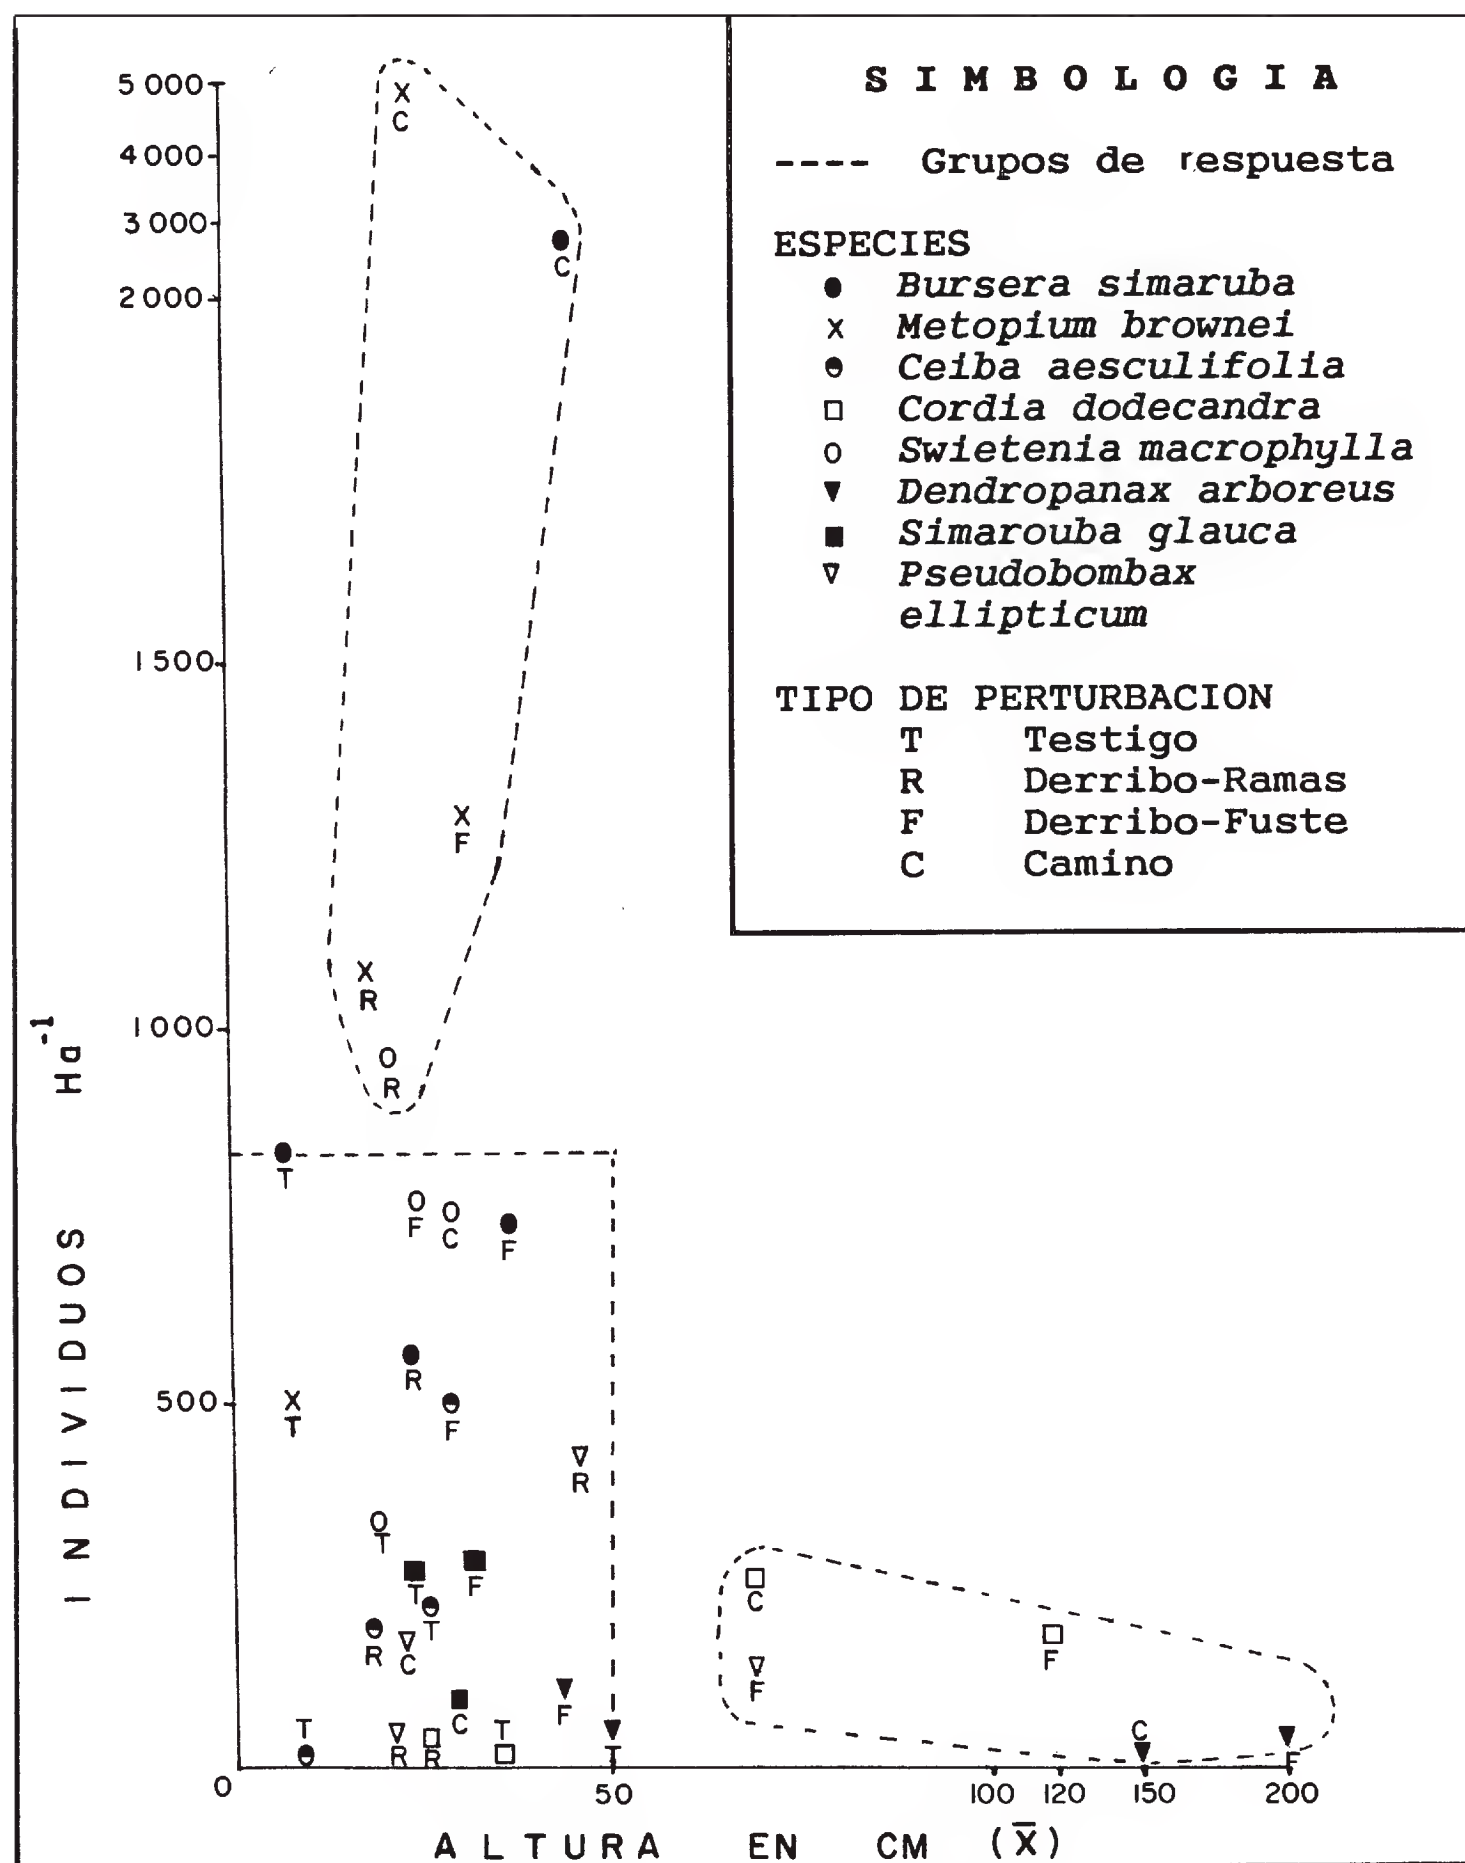 S I M B O L O G I A
---- Grupos de respuesta
ESPECIES
Bursera simaruba
Metopium brownei
Ceiba aesculifolia
Cordia dodecandra
Swietenia macrophylla
Dendropanax arboreus
Simarouba glauca
Pseudobombax
ellipticum
TIPO DE PERTURBACION
T Testigo
R Derribo-Ramas
F Derribo-Fuste
C Camino
5 000
4 000
3 000
2 000
1 500
1 000
500
0
INDIVIDUOS Ha⁻¹
X
C
C
X
F
X
R
O
R
T
O
F
O
C
F
R
X
T
F
R
O
T
T
F
T
R
C
C
F
T
R
R
T
T
C
F
F
C
F
50
100 120 150 200
ALTURA EN CM (X̅)